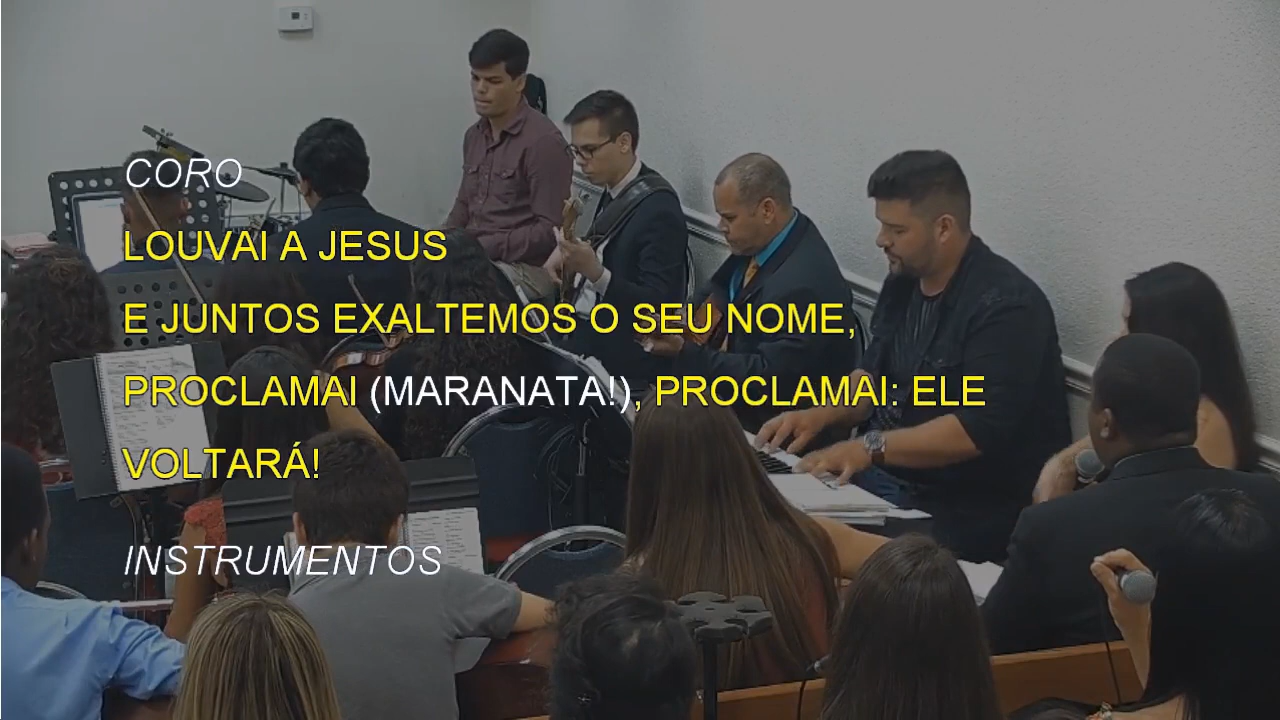 CORO
LOUVAI A JESUS
E JUNTOS EXALTEMOS O SEU NOME,
PROCLAMAI (MARANATA!), PROCLAMAI: ELE
VOLTARÁ!
INSTRUMENTOS